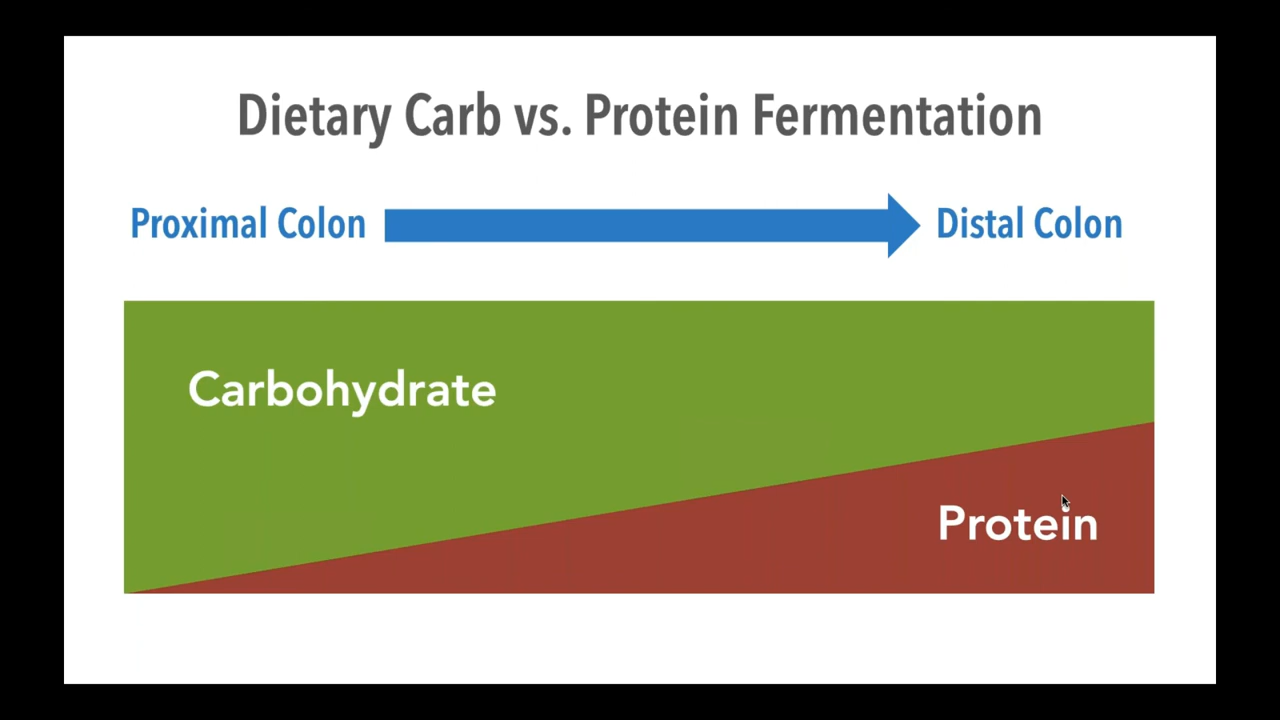 Dietary Carb vs. Protein Fermentation
Proximal Colon
Distal Colon
Carbohydrate
Protein